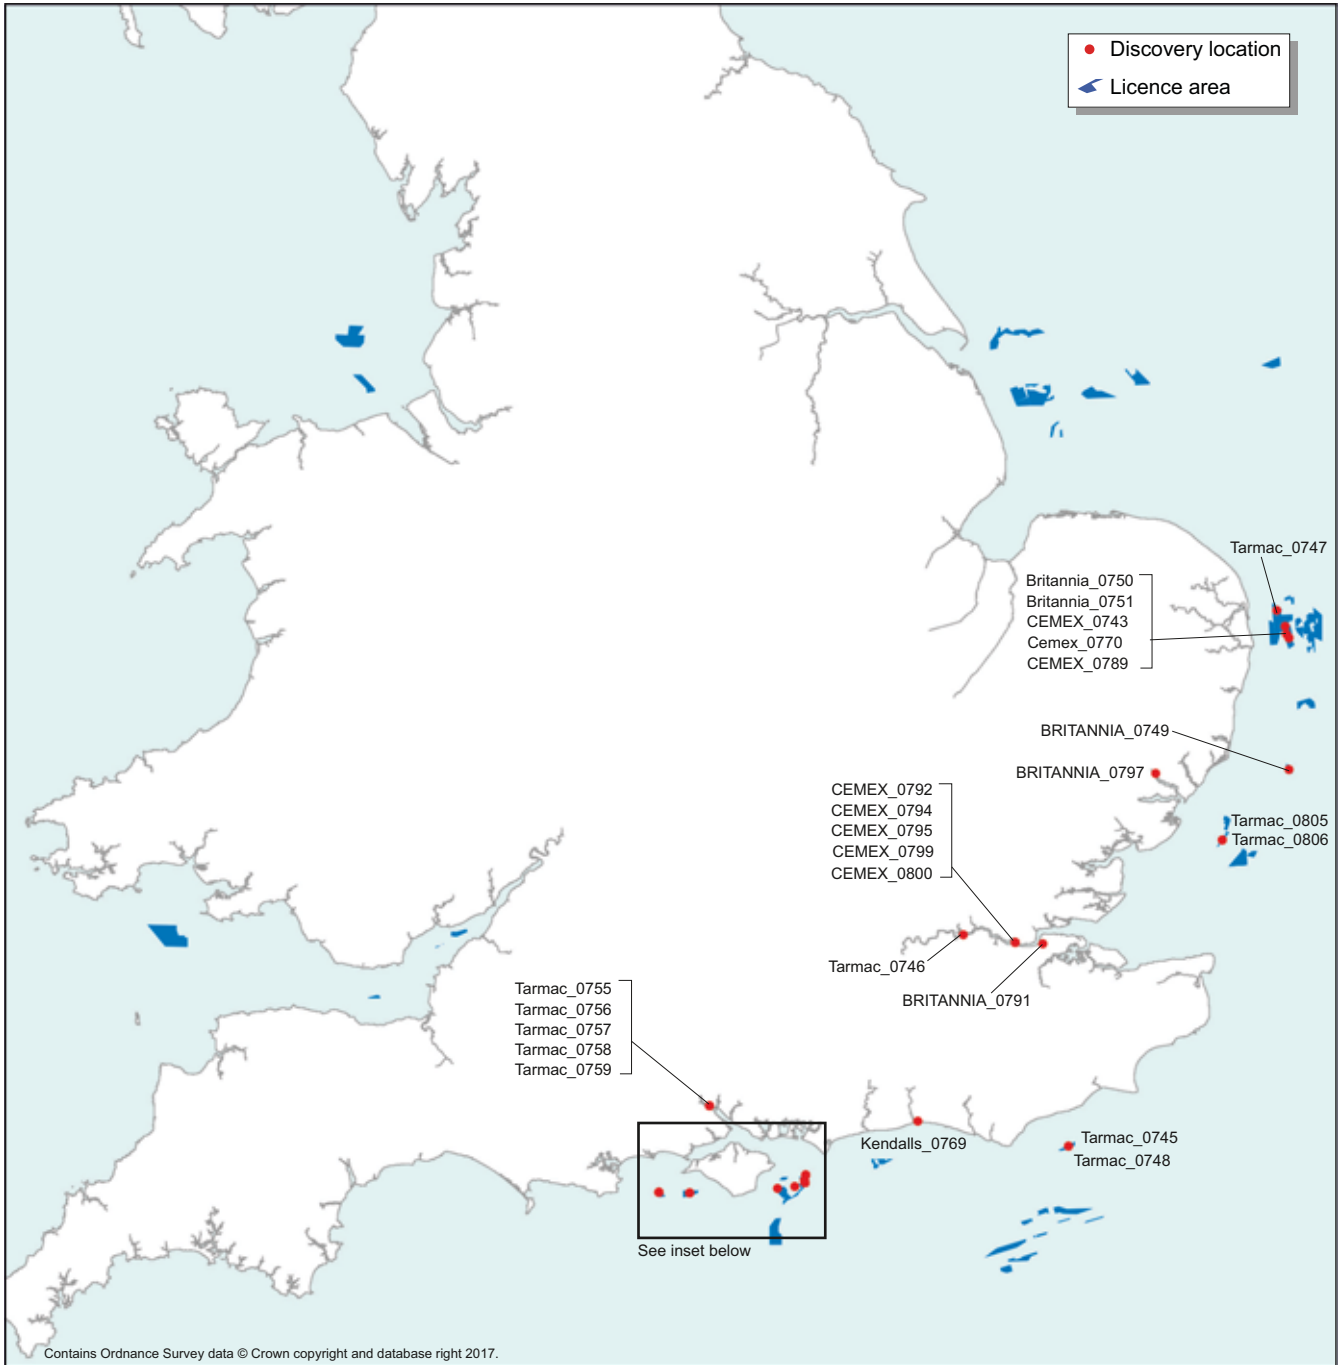 Discovery location
Licence area
Tarmac_0747
Britannia_0750
Britannia_0751
CEMEX_0743
Cemex_0770
CEMEX_0789
BRITANNIA_0749
BRITANNIA_0797
CEMEX_0792
CEMEX_0794
CEMEX_0795
CEMEX_0799
CEMEX_0800
Tarmac_0805
Tarmac_0806
Tarmac_0746
BRITANNIA_0791
Tarmac_0755
Tarmac_0756
Tarmac_0757
Tarmac_0758
Tarmac_0759
Kendalls_0769
Tarmac_0745
Tarmac_0748
See inset below
Contains Ordnance Survey data © Crown copyright and database right 2017.